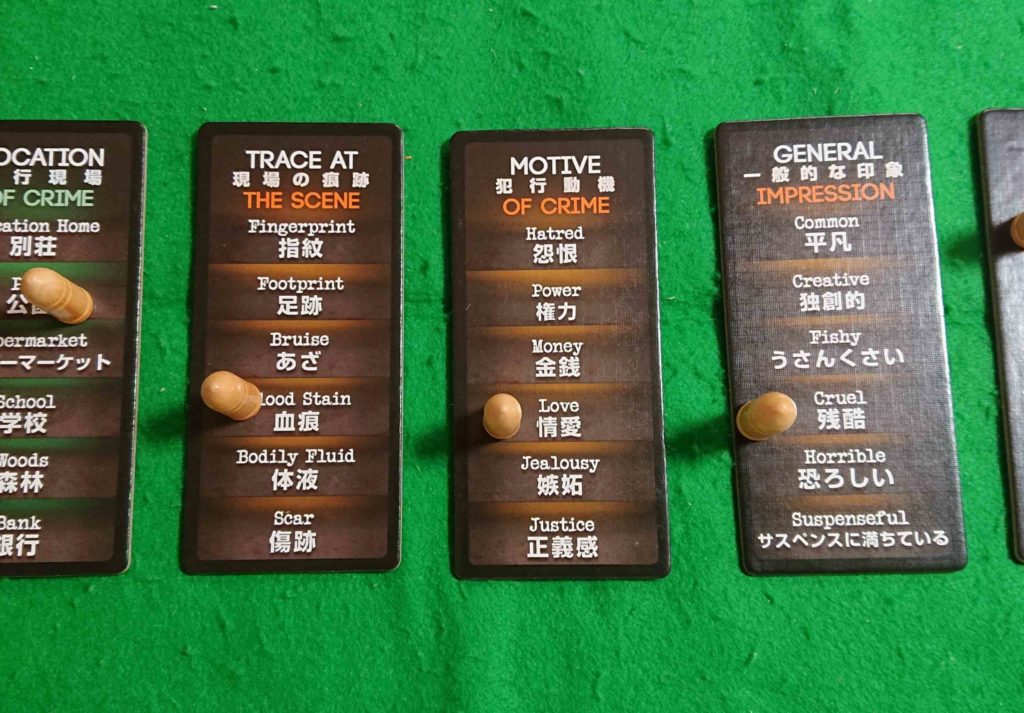 OCATION
行現場
OF CRIME
cation Home
別荘
公
permarket
ーマーケット
School
学校
Woods
森林
Bank
銀行
TRACE AT
現場の痕跡
THE SCENE
Fingerprint
指紋
Footprint
足跡
Bruise
あざ
lood Stain
血痕
Bodily Fluid
体液
Scar
傷跡
MOTIVE
犯行動機
OF CRIME
Hatred
怨恨
Power
権力
Money
金銭
Love
情愛
Jealousy
嫉妬
Justice
正義感
GENERAL
一般的な印象
IMPRESSION
Common
平凡
Creative
独創的
Fishy
うさんくさい
Cruel
残酷
Horrible
恐ろしい
Suspenseful
サスペンスに満ちている